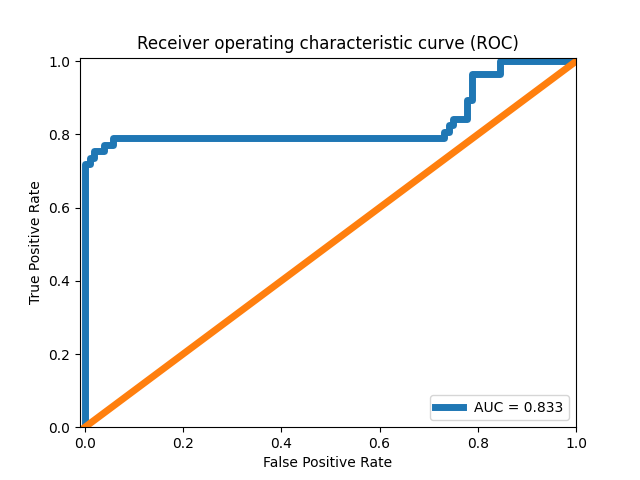 Receiver operating characteristic curve (ROC)
1.0
0.8
0.6
0.4
0.2
0.0
True Positive Rate
AUC = 0.833
0.0 0.2 0.4 0.6 0.8 1.0
False Positive Rate